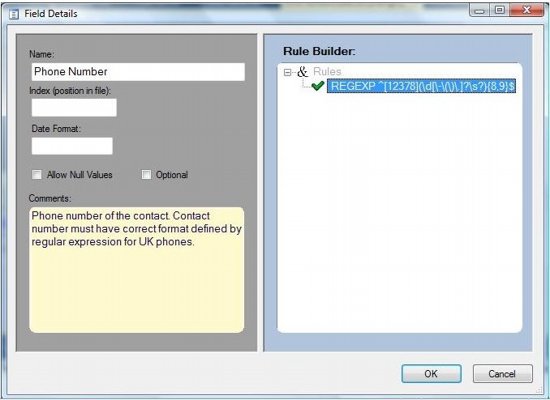 Field Details
Name:
Phone Number
Index (position in file):
Date Format:
Allow Null Values Optional
Comments:
Phone number of the contact. Contact
number must have correct format defined by
regular expression for UK phones.
Rule Builder:
& Rules
REGEXP ^[12378](\d[\-\(\)\.]?\s?){8,9}$
OK Cancel